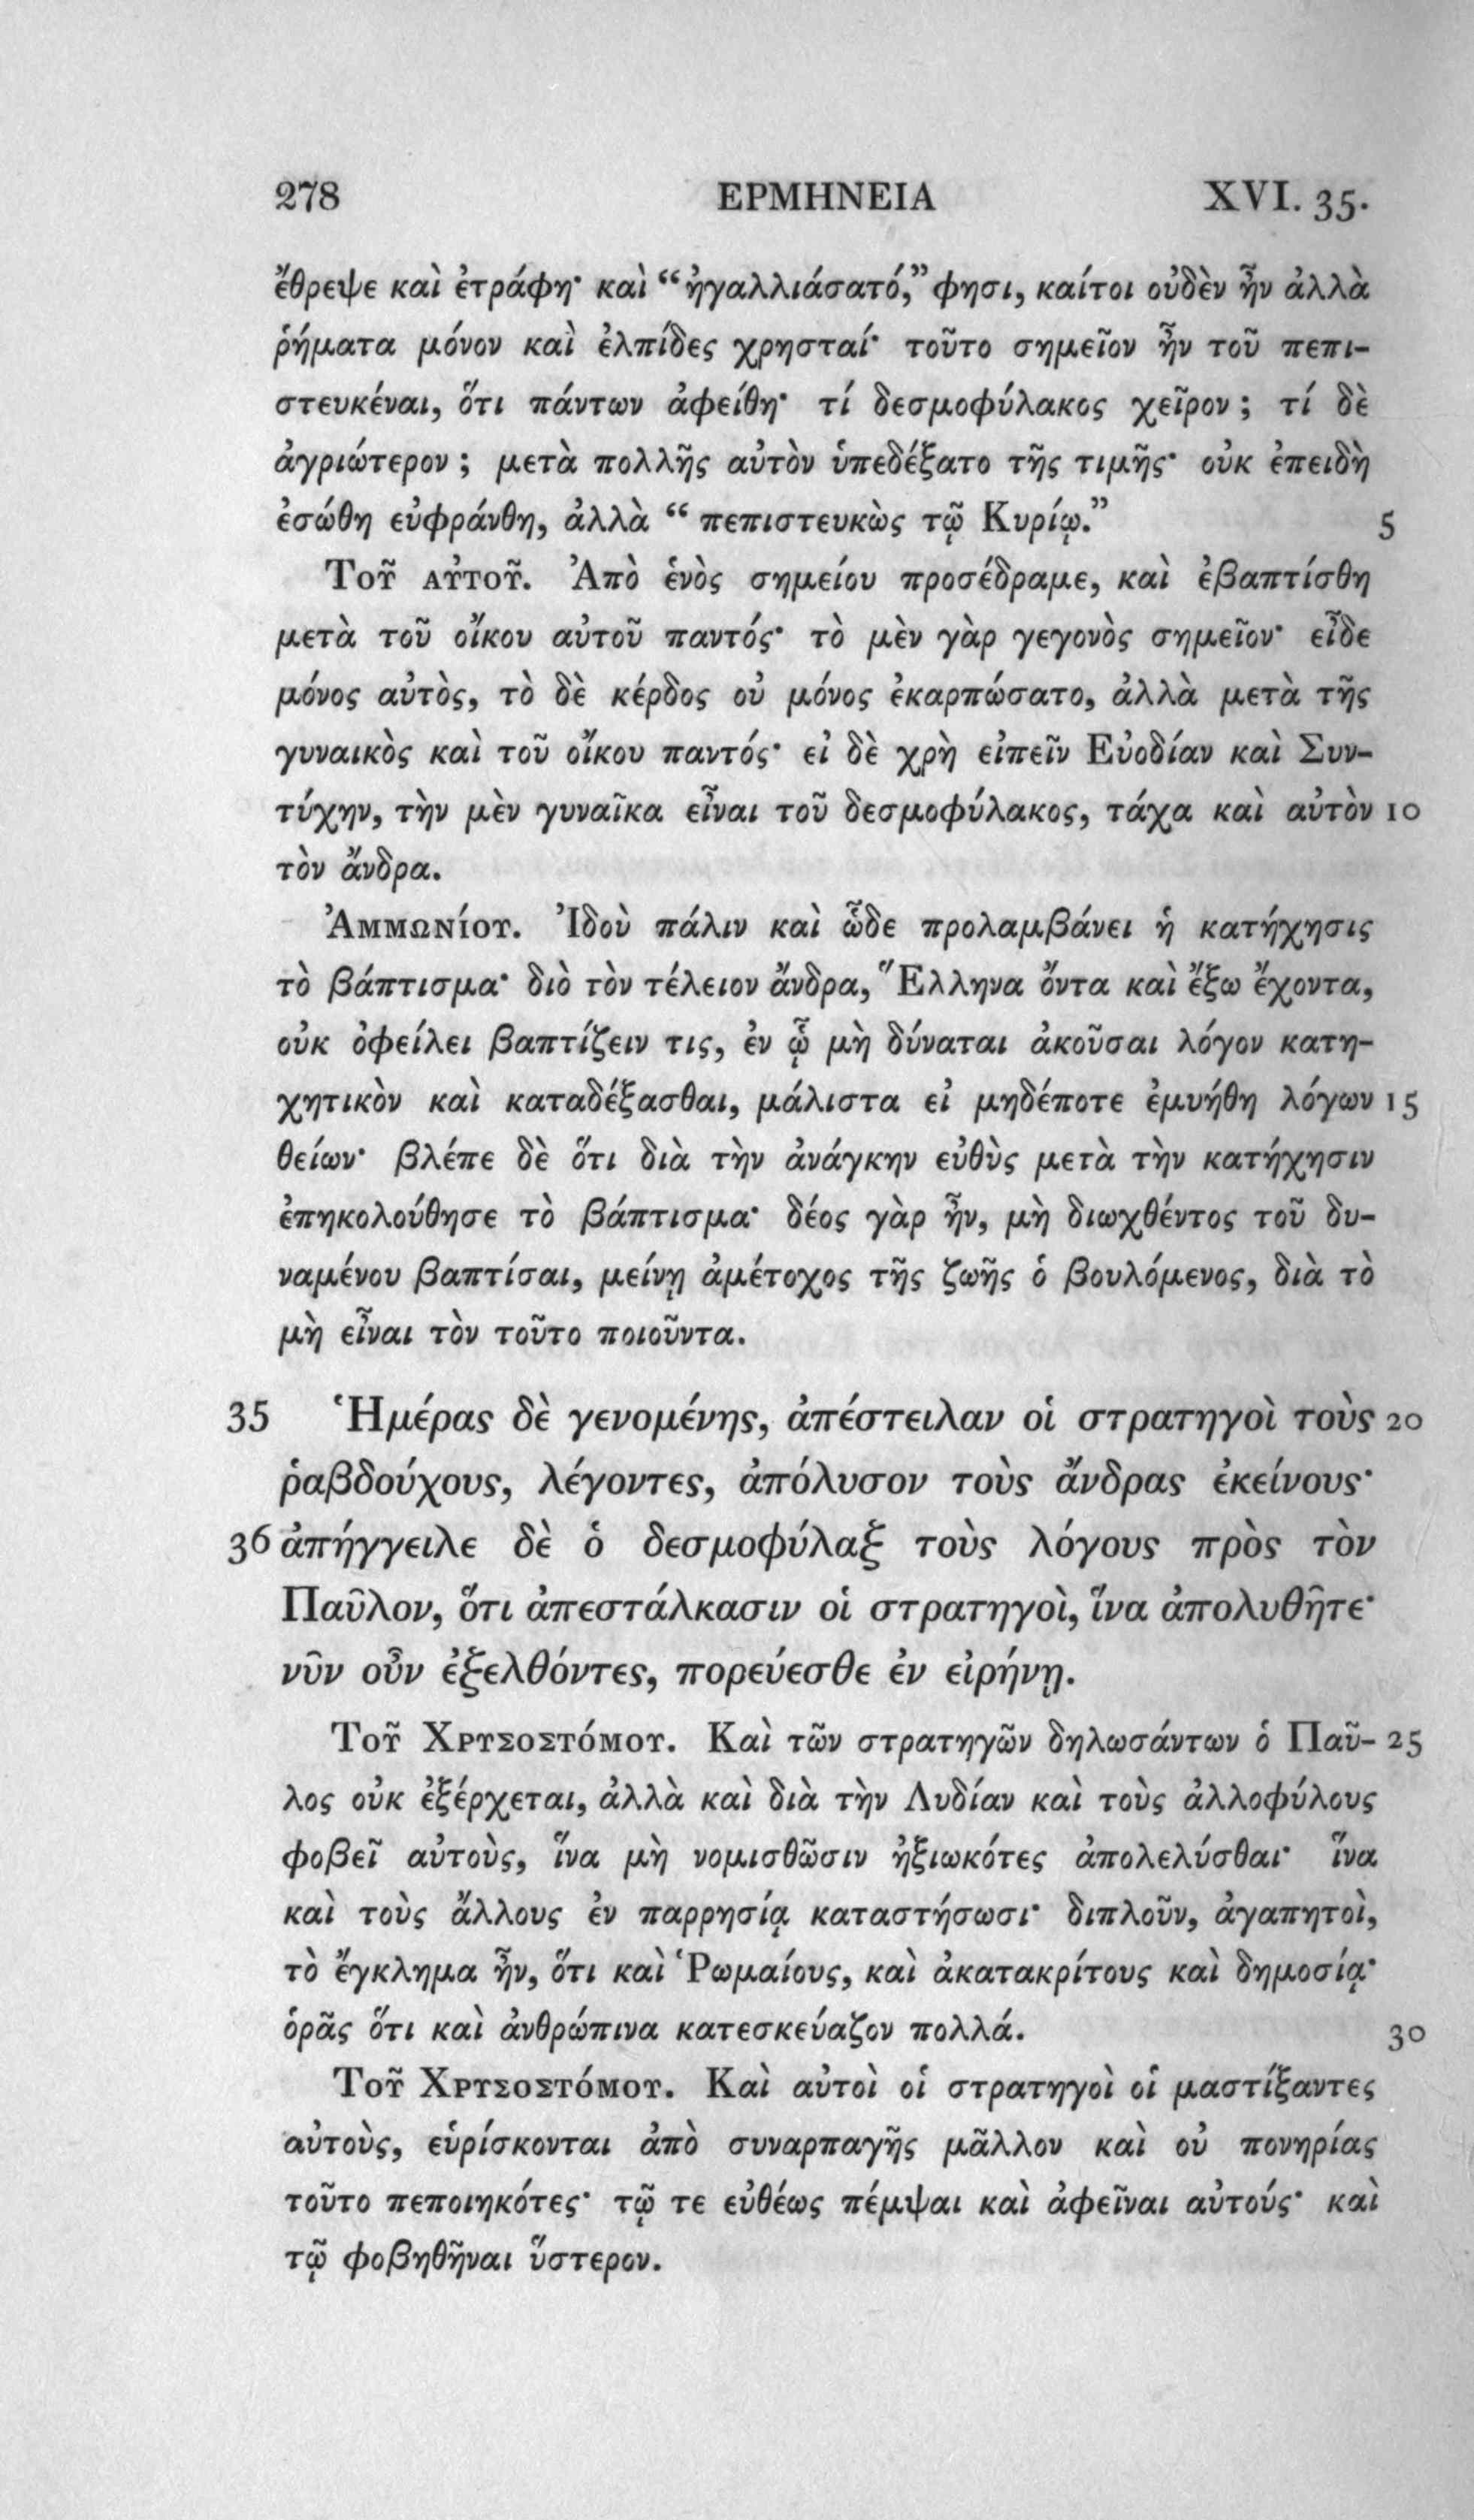 278 ΕΡΜΗΝΕΙΑ XVI. 35.
ἔθρεψε καὶ ἐτράφη· καὶ “ἠγαλλιάσατό,” φησι, καίτοι οὐδὲν ἦν ἀλλὰ
ῥήματα μόνον καὶ ἐλπίδες χρησταί· τοῦτο σημεῖον ἦν τοῦ πεπι-
στευκέναι, ὅτι πάντων ἀφείθη· τί δεσμοφύλακος χεῖρον; τί δὲ
ἀγριώτερον; μετὰ πολλῆς αὐτὸν ὑπεδέξατο τῆς τιμῆς· οὐκ ἐπειδὴ
ἐσώθη εὐφράνθη, ἀλλὰ “ πεπιστευκὼς τῷ Κυρίῳ.” 5
Τοῦ αὐτοῦ. Ἀπὸ ἑνὸς σημείου προσέδραμε, καὶ ἐβαπτίσθη
μετὰ τοῦ οἴκου αὐτοῦ παντός· τὸ μὲν γὰρ γεγονὸς σημεῖον· εἶδε
μόνος αὐτὸς, τὸ δὲ κέρδος οὐ μόνος ἐκαρπώσατο, ἀλλὰ μετὰ τῆς
γυναικὸς καὶ τοῦ οἴκου παντός· εἰ δὲ χρὴ εἰπεῖν Εὐοδίαν καὶ Συν-
τύχην, τὴν μὲν γυναῖκα εἶναι τοῦ δεσμοφύλακος, τάχα καὶ αὐτὸν 10
τὸν ἄνδρα.
Ἀμμωνίου. Ἰδοὺ πάλιν καὶ ὧδε προλαμβάνει ἡ κατήχησις
τὸ βάπτισμα· διὸ τὸν τέλειον ἄνδρα, Ἕλληνα ὄντα καὶ ἔξω ἔχοντα,
οὐκ ὀφείλει βαπτίζειν τις, ἐν ᾧ μὴ δύναται ἀκοῦσαι λόγον κατη-
χητικὸν καὶ καταδέξασθαι, μάλιστα εἰ μηδέποτε ἐμυήθη λόγων 15
θείων· βλέπε δὲ ὅτι διὰ τὴν ἀνάγκην εὐθὺς μετὰ τὴν κατήχησιν
ἐπηκολούθησε τὸ βάπτισμα· δέος γὰρ ἦν, μὴ διωχθέντος τοῦ δυ-
ναμένου βαπτίσαι, μείνῃ ἀμέτοχος τῆς ζωῆς ὁ βουλόμενος, διὰ τὸ
μὴ εἶναι τὸν τοῦτο ποιοῦντα.
35 Ἡμέρας δὲ γενομένης, ἀπέστειλαν οἱ στρατηγοὶ τοὺς 20
ῥαβδούχους, λέγοντες, ἀπόλυσον τοὺς ἄνδρας ἐκείνους·
36 ἀπήγγειλε δὲ ὁ δεσμοφύλαξ τοὺς λόγους πρὸς τὸν
Παῦλον, ὅτι ἀπεστάλκασιν οἱ στρατηγοὶ, ἵνα ἀπολυθῆτε·
νῦν οὖν ἐξελθόντες, πορεύεσθε ἐν εἰρήνῃ.
Τοῦ Χρυσοστόμου. Καὶ τῶν στρατηγῶν δηλωσάντων ὁ Παῦ- 25
λος οὐκ ἐξέρχεται, ἀλλὰ καὶ διὰ τὴν Λυδίαν καὶ τοὺς ἀλλοφύλους
φοβεῖ αὐτοὺς, ἵνα μὴ νομισθῶσιν ἠξιωκότες ἀπολελύσθαι· ἵνα
καὶ τοὺς ἄλλους ἐν παρρησίᾳ καταστήσωσι· διπλοῦν, ἀγαπητοὶ,
τὸ ἔγκλημα ἦν, ὅτι καὶ Ῥωμαίους, καὶ ἀκατακρίτους καὶ δημοσίᾳ·
ὁρᾶς ὅτι καὶ ἀνθρώπινα κατεσκεύαζον πολλά. 30
Τοῦ Χρυσοστόμου. Καὶ αὐτοὶ οἱ στρατηγοὶ οἱ μαστίξαντες
αὐτοὺς, εὑρίσκονται ἀπὸ συναρπαγῆς μᾶλλον καὶ οὐ πονηρίας
τοῦτο πεποιηκότες· τῷ τε εὐθέως πέμψαι καὶ ἀφεῖναι αὐτούς· καὶ
τῷ φοβηθῆναι ὕστερον.